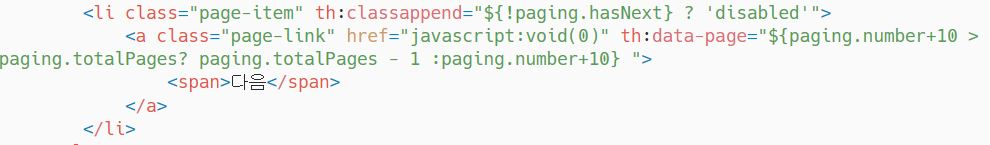 <li class="page-item" th:classappend="${!paging.hasNext} ? 'disabled'">
<a class="page-link" href="javascript:void(0)" th:data-page="${paging.number+10 >
paging.totalPages? paging.totalPages - 1 :paging.number+10} ">
<span>다음</span>
</a>
</li>